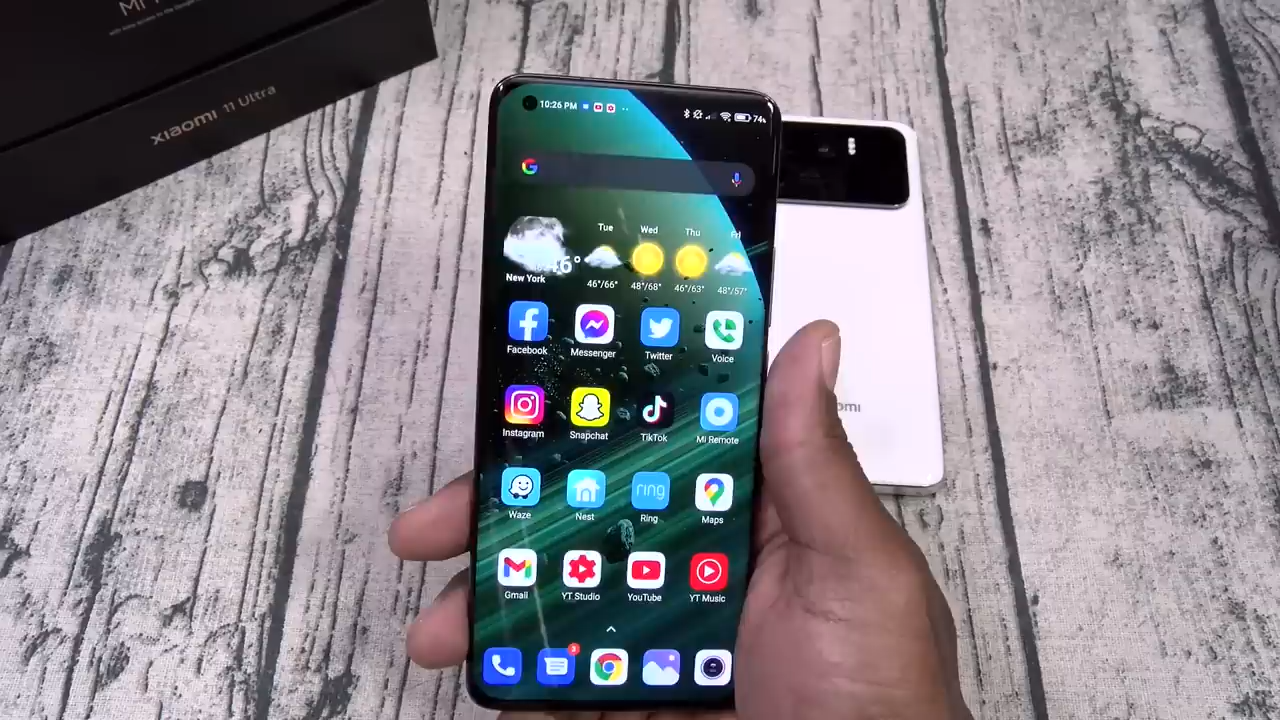 Xiaomi 11 Ultra
10:26 PM
74%
Tue Wed Thu Fri
New York
46°/66° 48°/68° 46°/63° 48°/57°
Facebook Messenger Twitter Voice
Instagram Snapchat TikTok Mi Remote
ring
Waze Nest Ring Maps
Gmail YT Studio YouTube YT Music
3